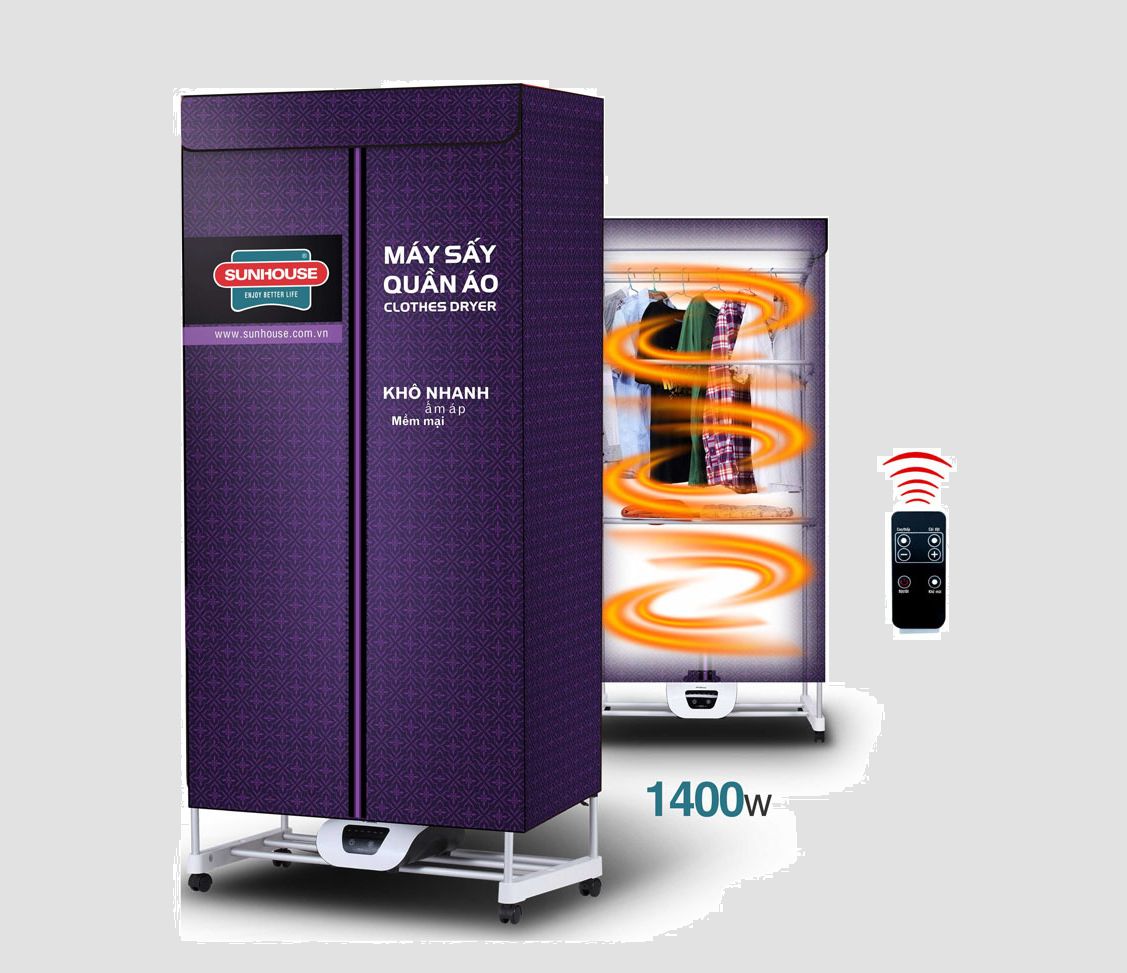 SUNHOUSE
®
ENJOY BETTER LIFE
www.sunhouse.com.vn
MÁY SẤY
QUẦN ÁO
CLOTHES DRYER
KHÔ NHANH
ấm áp
Mềm mại
1400W